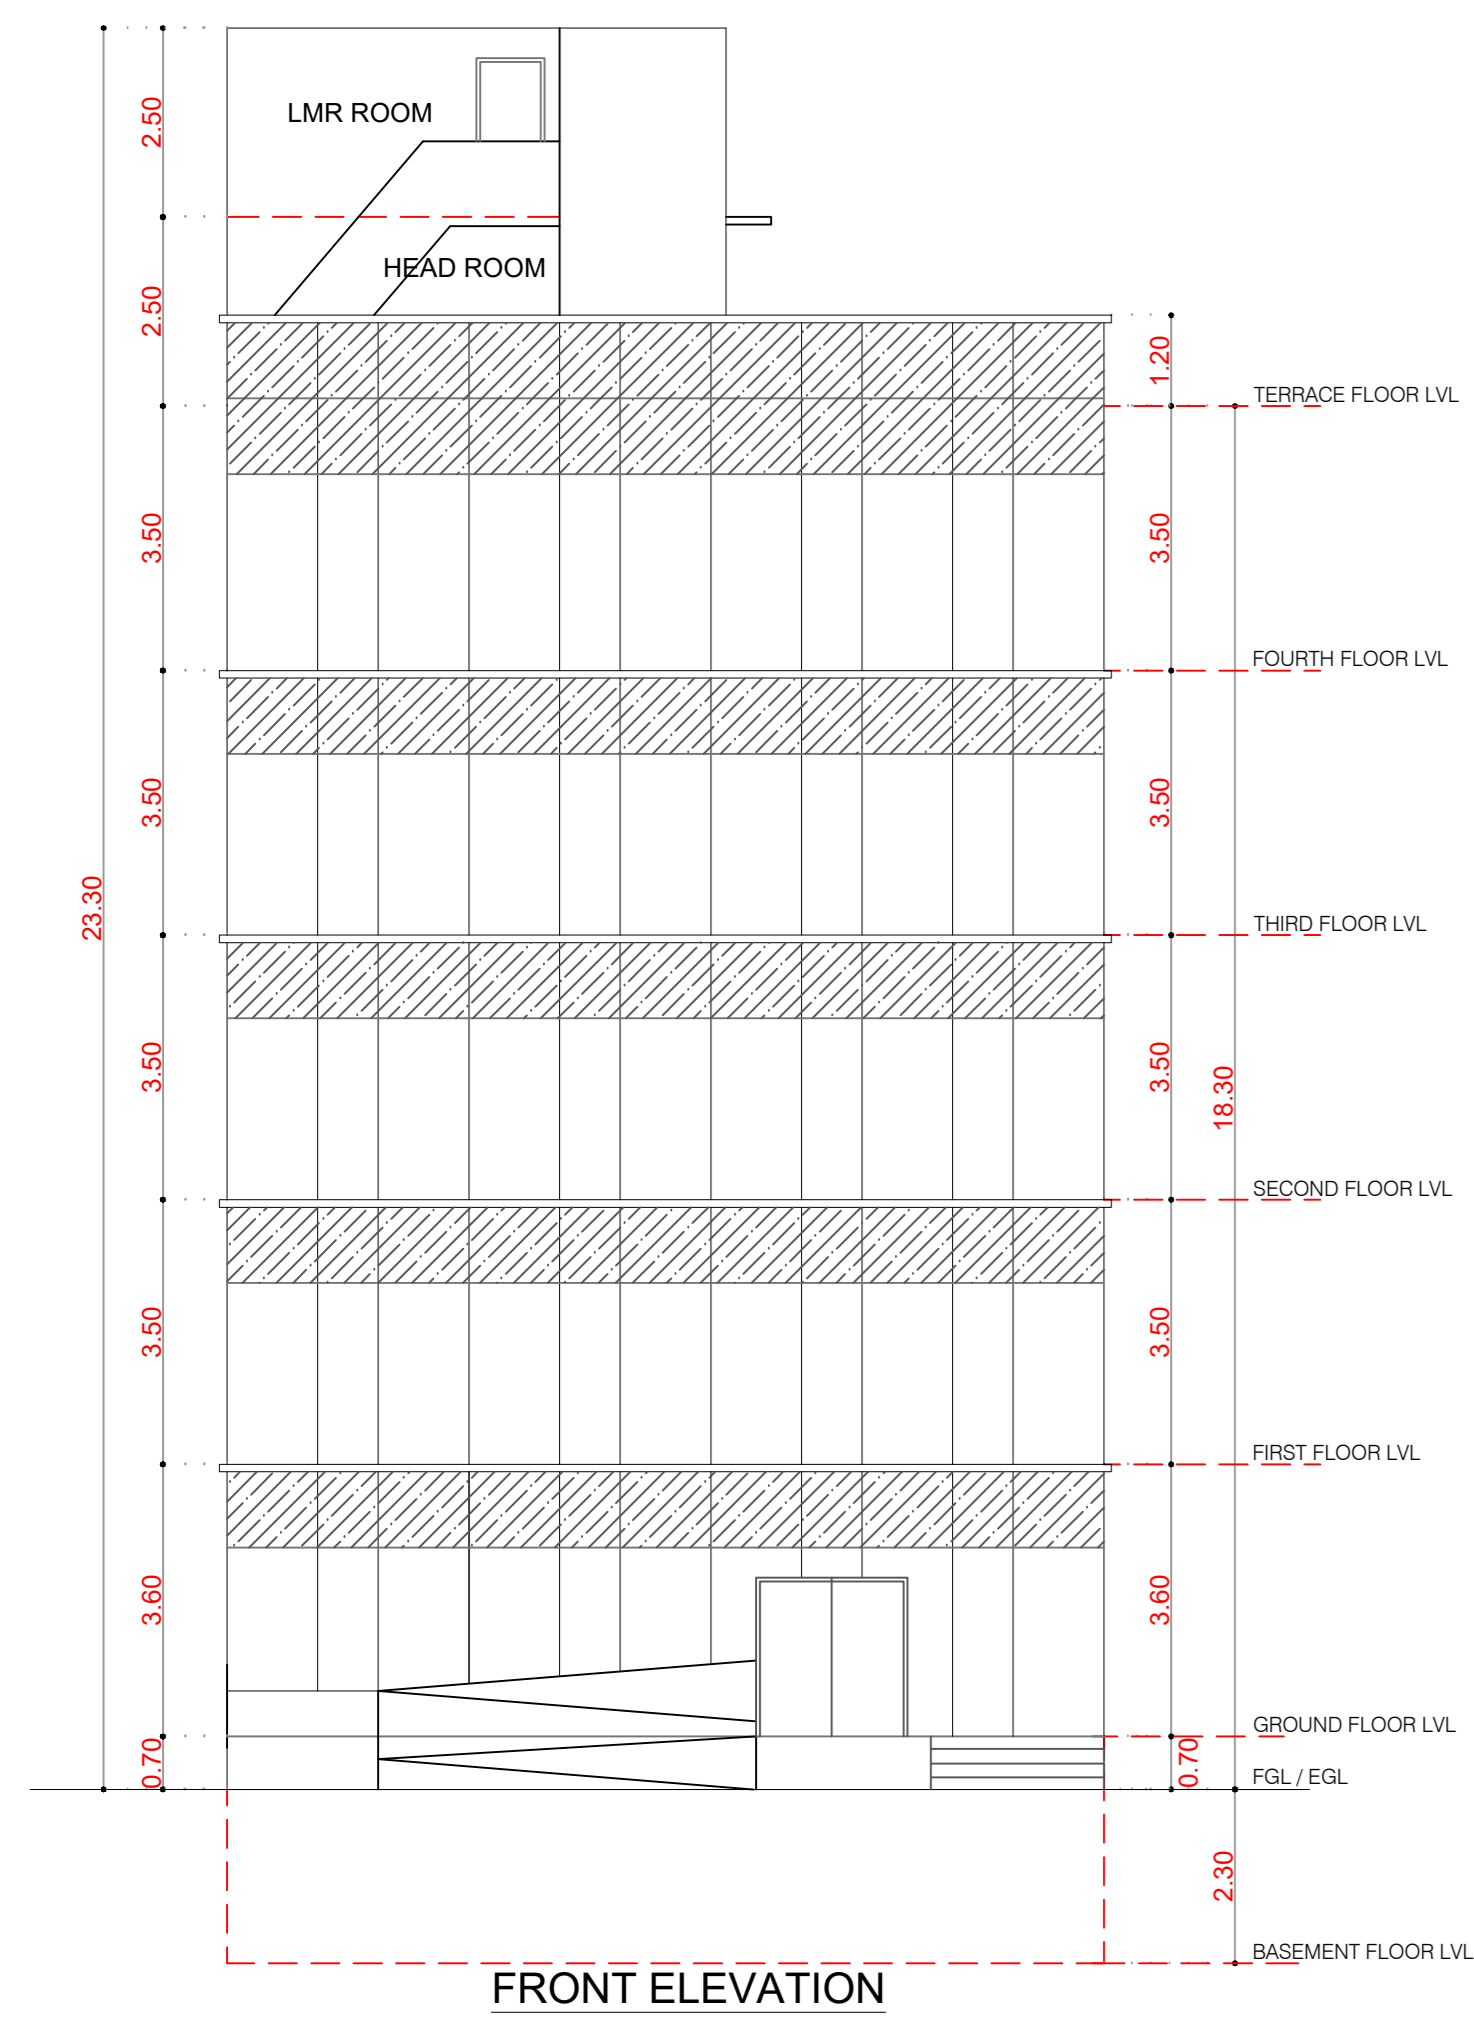 2.50
LMR ROOM
HEAD ROOM
2.50
1.20
TERRACE FLOOR LVL
3.50
3.50
FOURTH FLOOR LVL
3.50
3.50
23.30
THIRD FLOOR LVL
3.50
3.50
18.30
SECOND FLOOR LVL
3.50
3.50
FIRST FLOOR LVL
3.60
3.60
GROUND FLOOR LVL
0.70
0.70
FGL / EGL
2.30
BASEMENT FLOOR LVL
FRONT ELEVATION